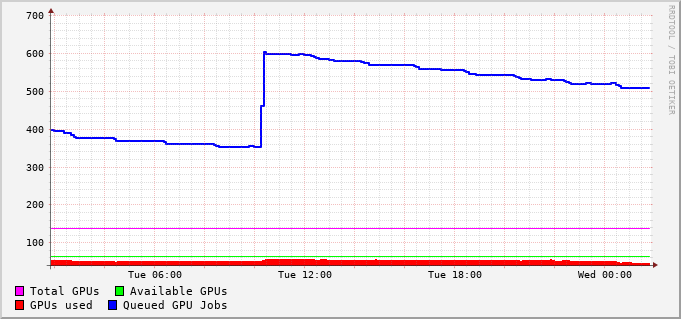 700
600
500
400
300
200
100
Tue 06:00 Tue 12:00 Tue 18:00 Wed 00:00
Total GPUs Available GPUs
GPUs used Queued GPU Jobs
RRDTOOL / TOBI OETIKER